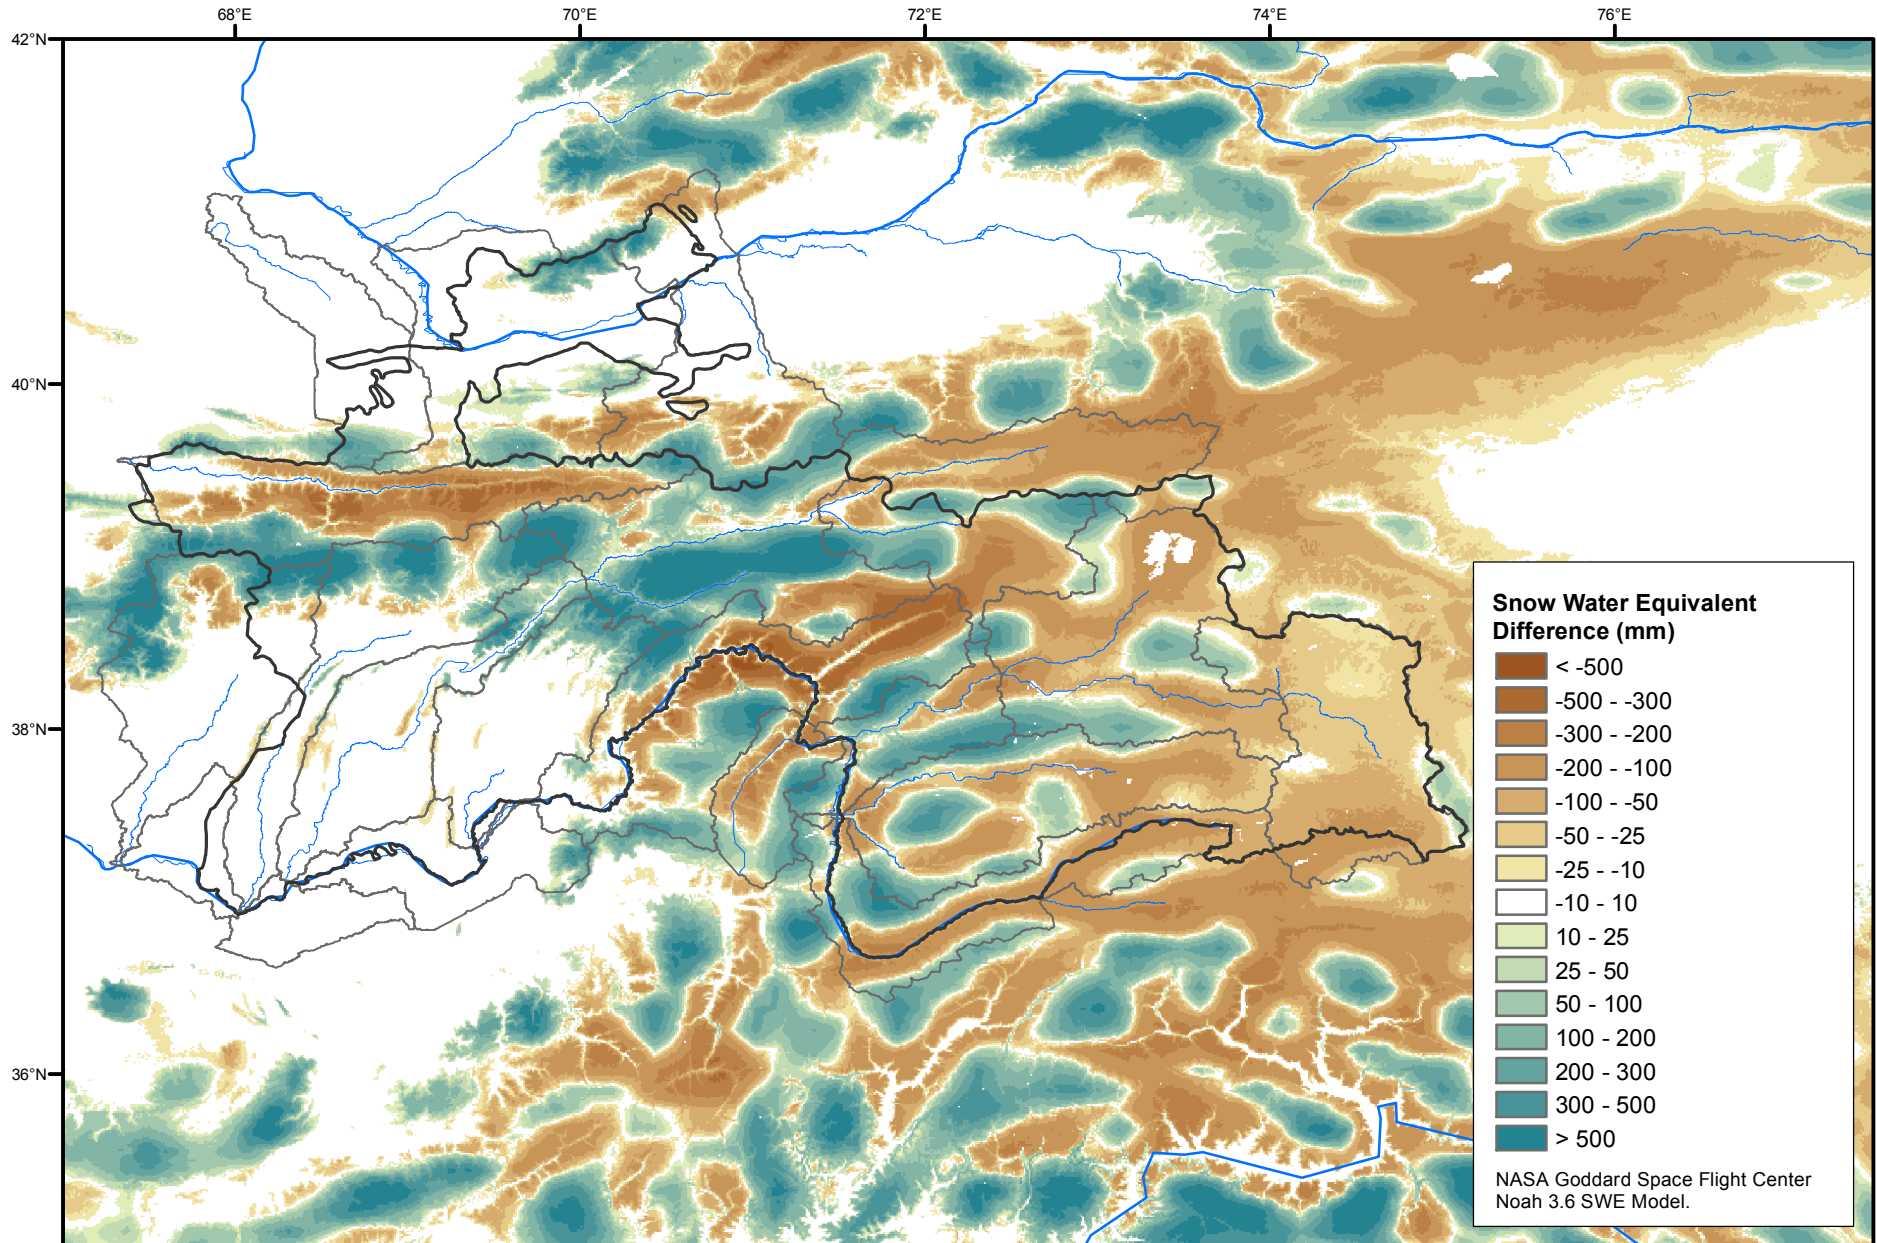 68°E 70°E 72°E 74°E 76°E
42°N
40°N
38°N
36°N
Snow Water Equivalent
Difference (mm)
< -500
-500 - -300
-300 - -200
-200 - -100
-100 - -50
-50 - -25
-25 - -10
-10 - 10
10 - 25
25 - 50
50 - 100
100 - 200
200 - 300
300 - 500
> 500
NASA Goddard Space Flight Center
Noah 3.6 SWE Model.